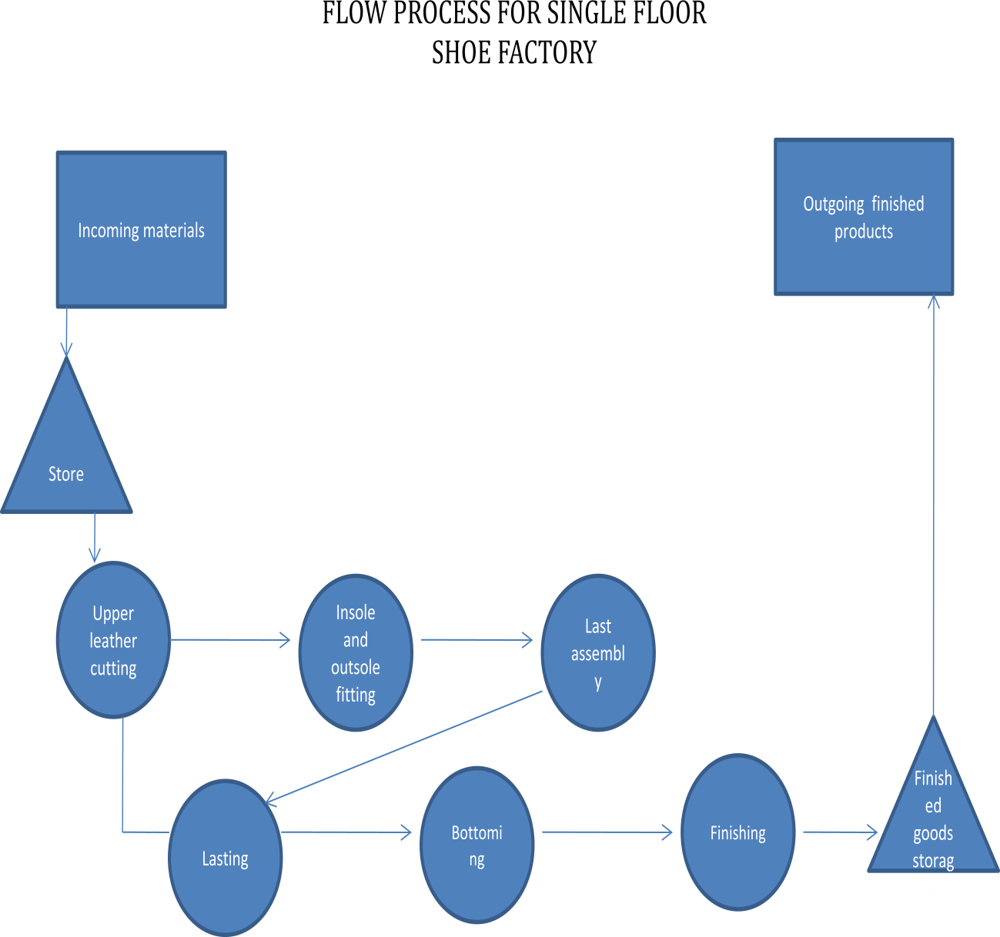 FLOW PROCESS FOR SINGLE FLOOR
SHOE FACTORY
Incoming materials
Outgoing finished
products
Store
Upper
leather
cutting
Insole
and
outsole
fitting
Last
assembl
y
Lasting
Bottomi
ng
Finishing
Finish
ed
goods
storag